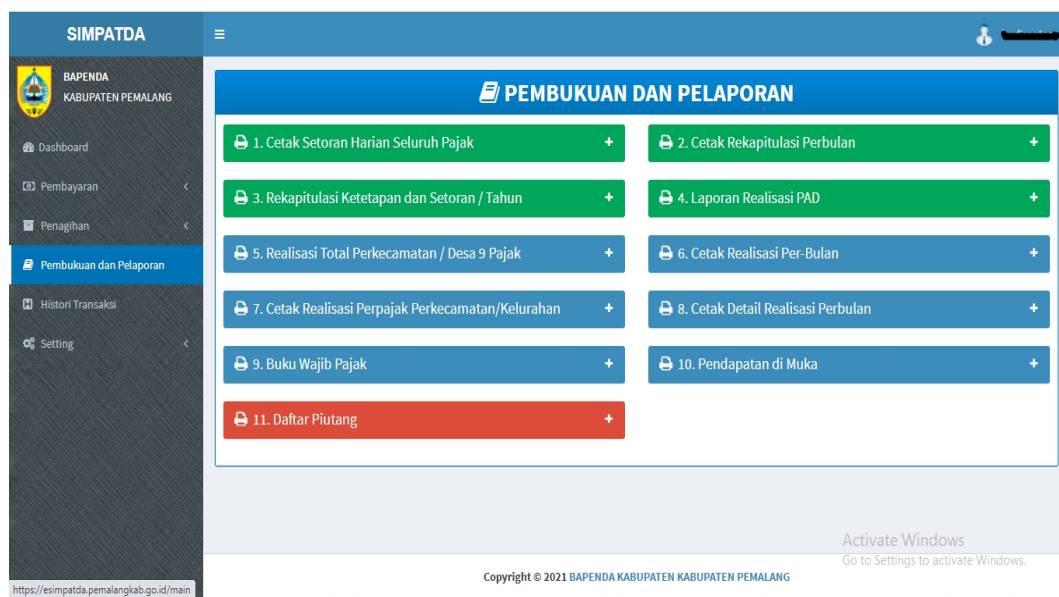 SIMPATDA
BAPENDA
KABUPATEN PEMALANG
Dashboard
Pembayaran
Penagihan
Pembukuan dan Pelaporan
Histori Transaksi
Setting
PEMBUKUAN DAN PELAPORAN
1. Cetak Setoran Harian Seluruh Pajak
2. Cetak Rekapitulasi Perbulan
3. Rekapitulasi Ketetapan dan Setoran / Tahun
4. Laporan Realisasi PAD
5. Realisasi Total Perkecamatan / Desa 9 Pajak
6. Cetak Realisasi Per-Bulan
7. Cetak Realisasi Perpajak Perkecamatan/Kelurahan
8. Cetak Detail Realisasi Perbulan
9. Buku Wajib Pajak
10. Pendapatan di Muka
11. Daftar Piutang
Activate Windows
Go to Settings to activate Windows.
Copyright © 2021 BAPENDA KABUPATEN KABUPATEN PEMALANG
https://esimpatda.pemalangkab.go.id/main